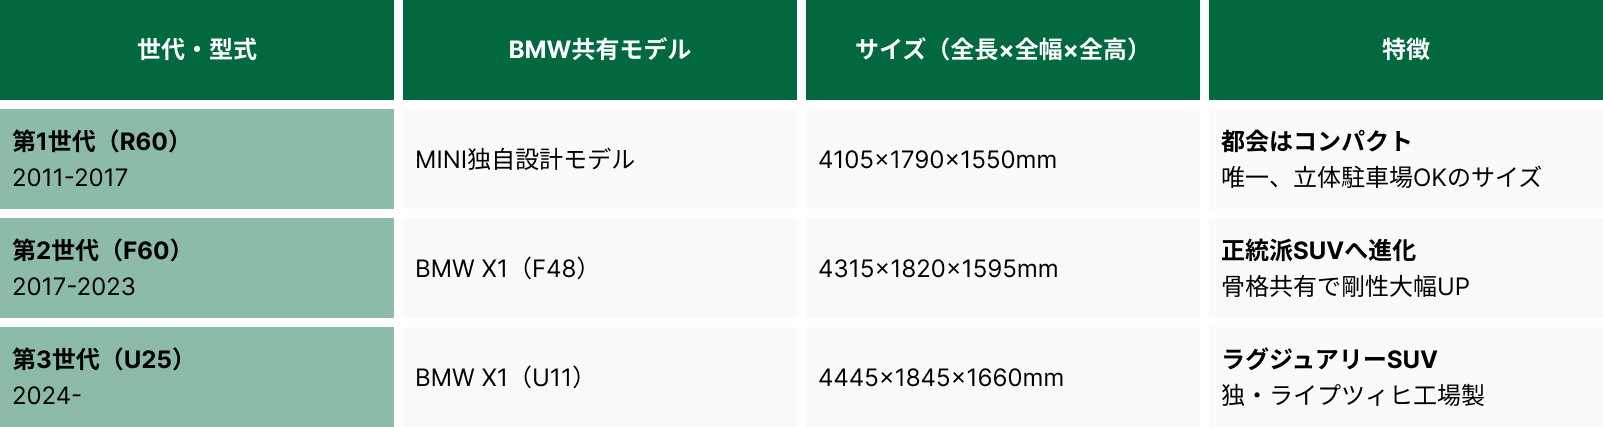 世代・型式
BMW共有モデル
サイズ（全長×全幅×全高）
特徴
第1世代（R60）
2011-2017
MINI独自設計モデル
4105×1790×1550mm
都会はコンパクト
唯一、立体駐車場OKのサイズ
第2世代（F60）
2017-2023
BMW X1（F48）
4315×1820×1595mm
正統派SUVへ進化
骨格共有で剛性大幅UP
第3世代（U25）
2024-
BMW X1（U11）
4445×1845×1660mm
ラグジュアリーSUV
独・ライプツィヒ工場製